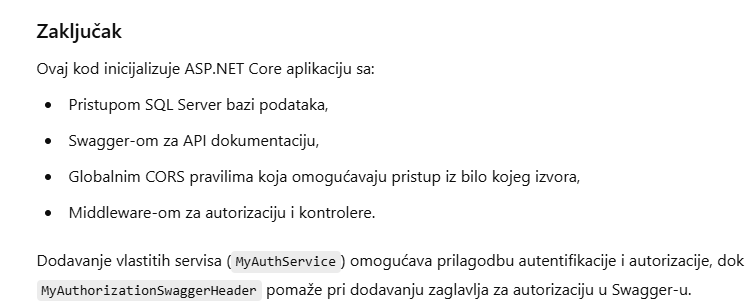 Zaključak
Ovaj kod inicijalizuje ASP.NET Core aplikaciju sa:
• Pristupom SQL Server bazi podataka,
• Swagger-om za API dokumentaciju,
• Globalnim CORS pravilima koja omogućavaju pristup iz bilo kojeg izvora,
• Middleware-om za autorizaciju i kontrolere.
Dodavanje vlastitih servisa (MyAuthService) omogućava prilagodbu autentifikacije i autorizacije, dok
MyAuthorizationSwaggerHeader pomaže pri dodavanju zaglavlja za autorizaciju u Swagger-u.